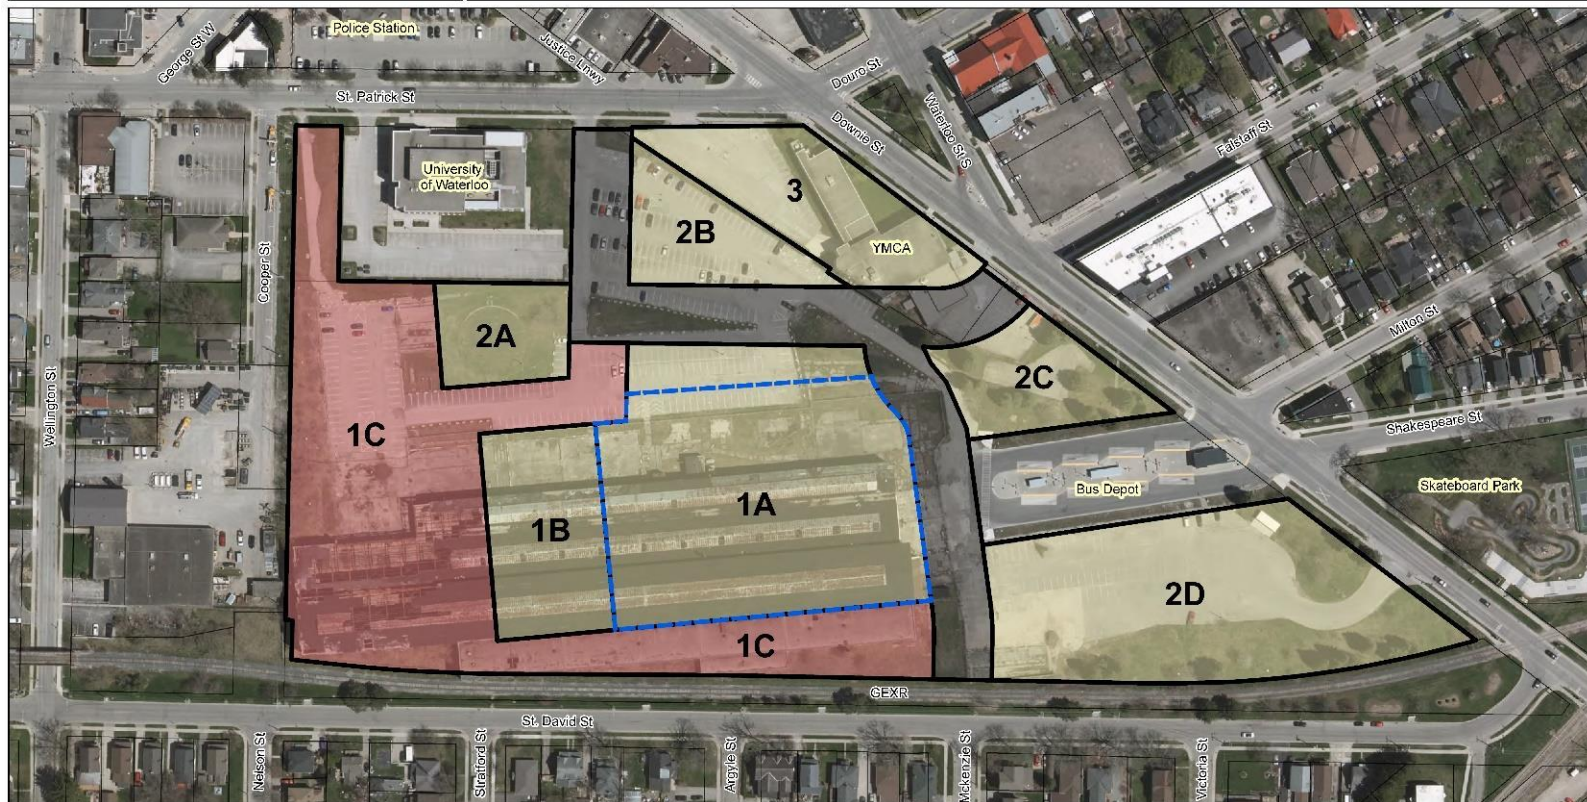 Police Station
George St W
Justice Lnwy
St. Patrick St
Douro St
Downie St
Waterloo St S
Falstaff St
University
of Waterloo
3
2B
YMCA
Cooper St
2A
Milton St
2C
Wellington St
1C
Shakespeare St
Bus Depot
Skateboard Park
1A
1B
2D
1C
GEXR
St. David St
Nelson St
Stratford St
Argyle St
Mckenzie St
Victoria St